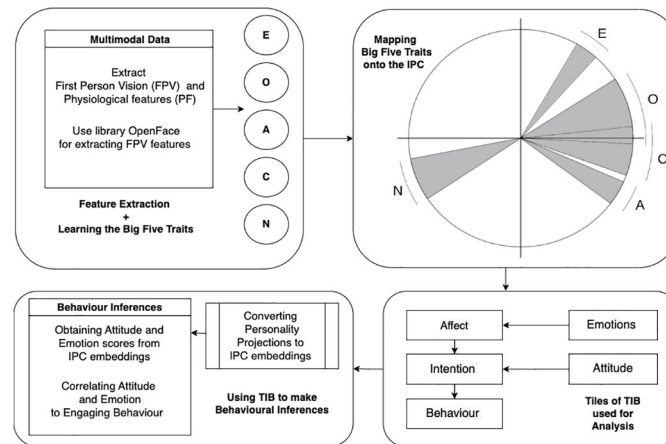 Multimodal Data
Extract
First Person Vision (FPV) and
Physiological features (PF)
Use library OpenFace
for extracting FPV features
Feature Extraction
+
Learning the Big Five Traits
E
O
A
C
N
Mapping
Big Five Traits
onto the IPC
E
O
C
A
N
Behaviour Inferences
Obtaining Attitude and
Emotion scores from
IPC embeddings
Correlating Attitude
and Emotion
to Engaging Behaviour
Converting
Personality
Projections to
IPC embeddings
Using TIB to make
Behavioural Inferences
Affect
Emotions
Intention
Attitude
Behaviour
Tiles of TIB
used for
Analysis